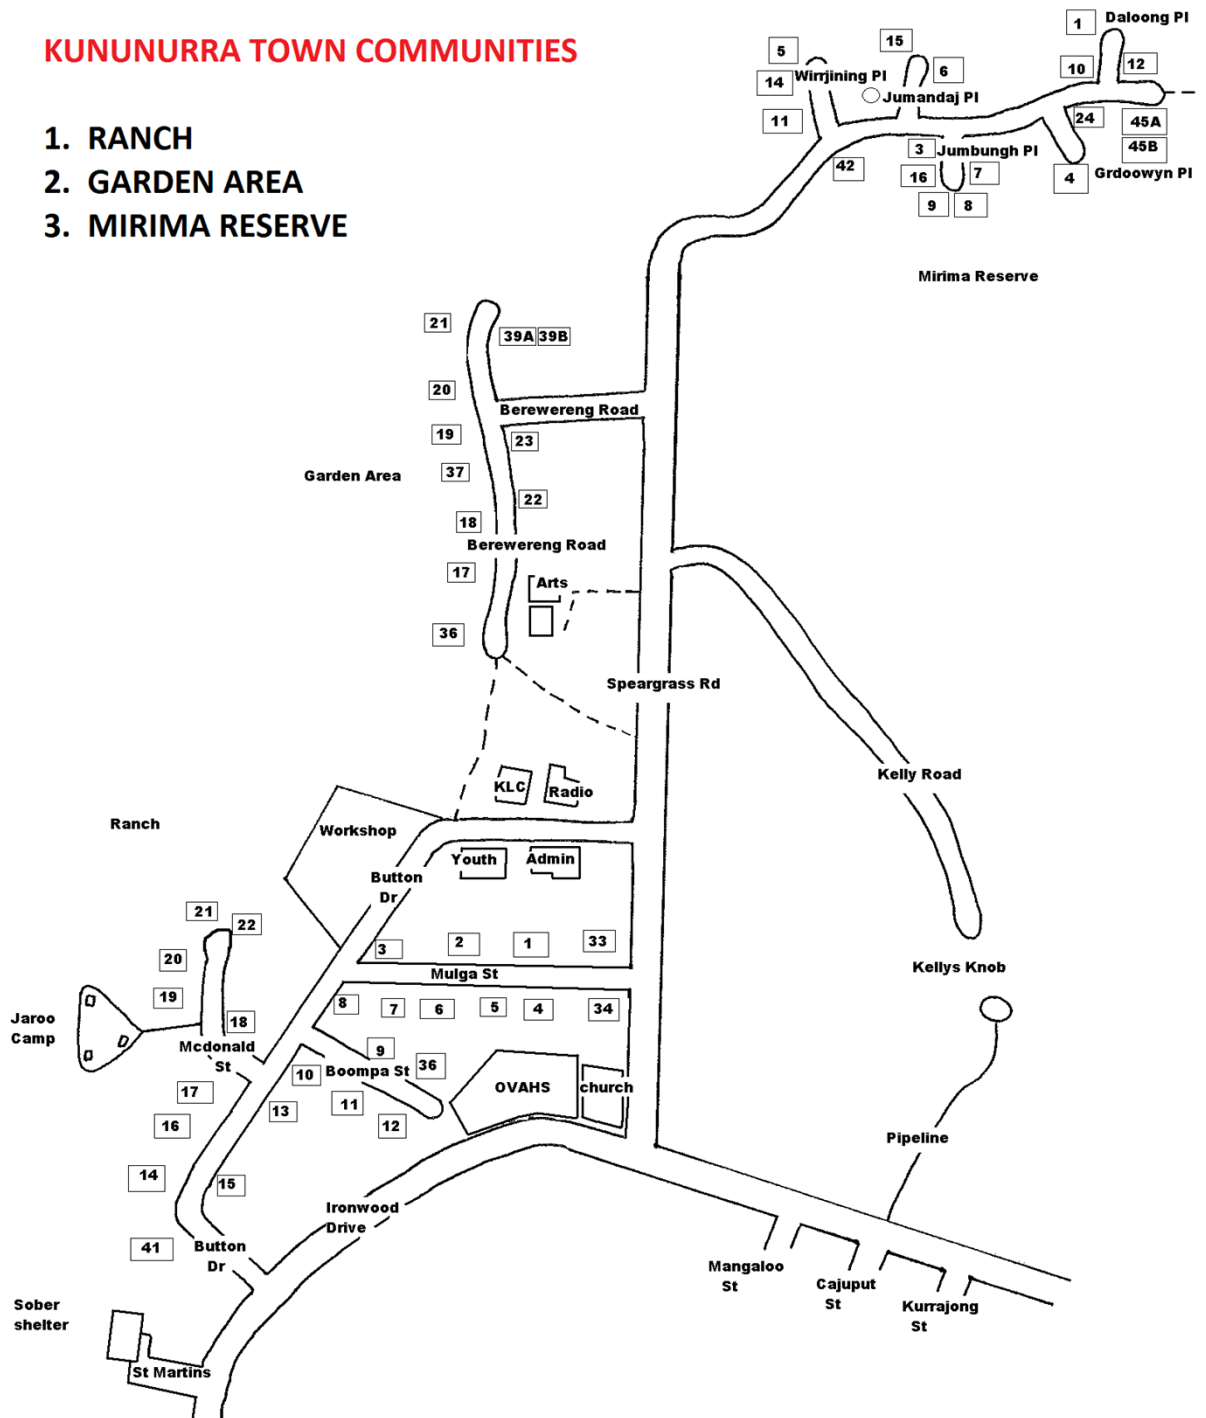 KUNUNURRA TOWN COMMUNITIES
1. RANCH
2. GARDEN AREA
3. MIRIMA RESERVE
1
Daloong Pl
5
15
14
Wirrjining Pl
6
10
12
Jumandaj Pl
11
24
45A
3
Jumbungh Pl
45B
42
16
7
4
Grdoowyn Pl
9
8
Mirima Reserve
21
39A
39B
20
Berewereng Road
19
23
37
Garden Area
22
18
Berewereng Road
17
Arts
36
Speargrass Rd
Kelly Road
KLC
Radio
Ranch
Workshop
Youth
Admin
Button
Dr
21
22
3
2
1
33
20
Kellys Knob
Mulga St
19
8
7
6
5
4
34
Jaroo
Camp
18
Mcdonald
St
9
36
10
Boompa St
OVAHS
church
17
11
13
12
16
Pipeline
14
15
Ironwood
Drive
41
Button
Dr
Mangaloo
St
Cajuput
St
Kurrajong
St
Sober
shelter
St Martins